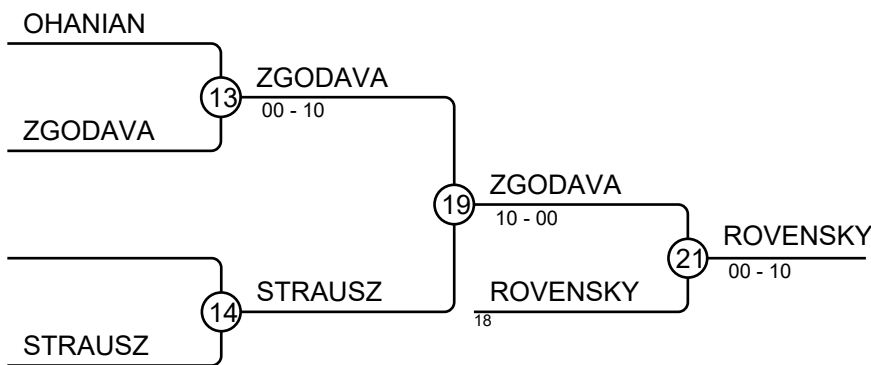 OHANIAN
13
ZGODAVA
00 - 10
ZGODAVA
19
ZGODAVA
10 - 00
21
ROVENSKY
00 - 10
14
STRAUSZ
ROVENSKY
18
STRAUSZ